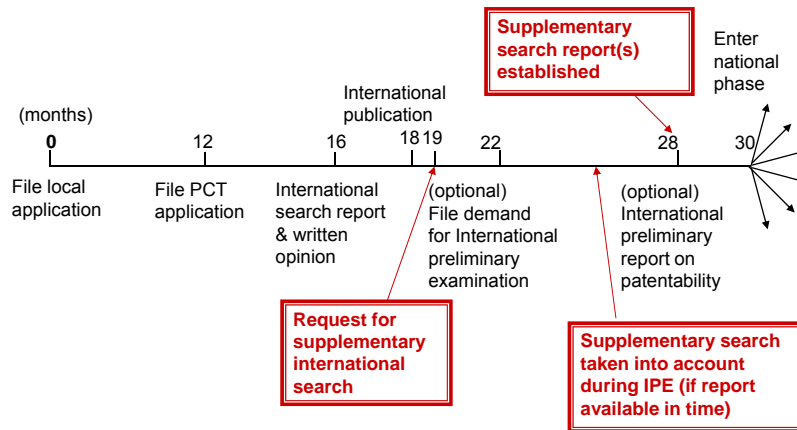 Supplementary
search report(s)
established
Enter
national
phase
International
publication
(months)
0
12
16
18
19
22
28
30
File local
application
File PCT
application
International
search report
& written
opinion
(optional)
File demand
for International
preliminary
examination
(optional)
International
preliminary
report on
patentability
Request for
supplementary
international
search
Supplementary search
taken into account
during IPE (if report
available in time)